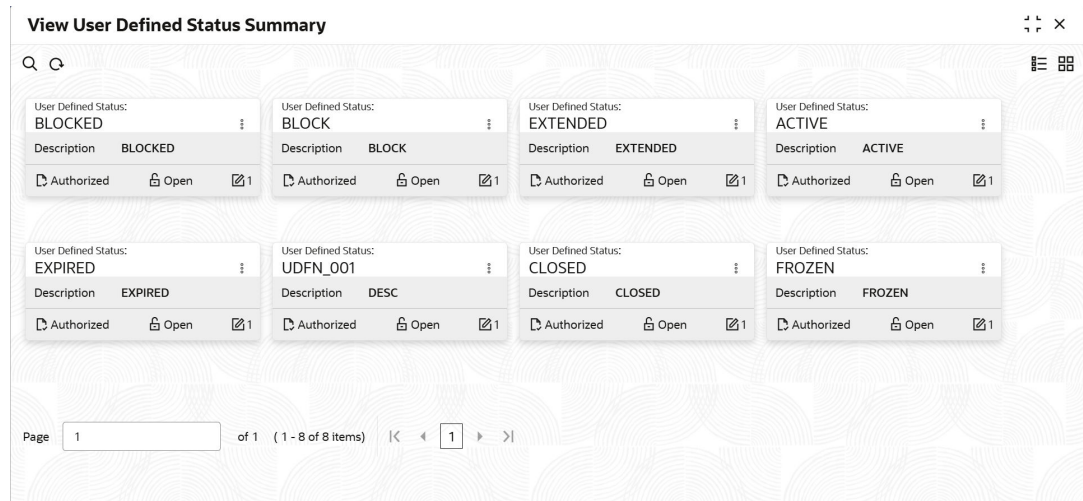 View User Defined Status Summary
User Defined Status: User Defined Status: User Defined Status: User Defined Status:
BLOCKED BLOCK EXTENDED ACTIVE
Description BLOCKED Description BLOCK Description EXTENDED Description ACTIVE
Authorized Open 1 Authorized Open 1 Authorized Open 1 Authorized Open 1
User Defined Status: User Defined Status: User Defined Status: User Defined Status:
EXPIRED UDFN_001 CLOSED FROZEN
Description EXPIRED Description DESC Description CLOSED Description FROZEN
Authorized Open 1 Authorized Open 1 Authorized Open 1 Authorized Open 1
Page 1 of 1 (1 - 8 of 8 items) 1